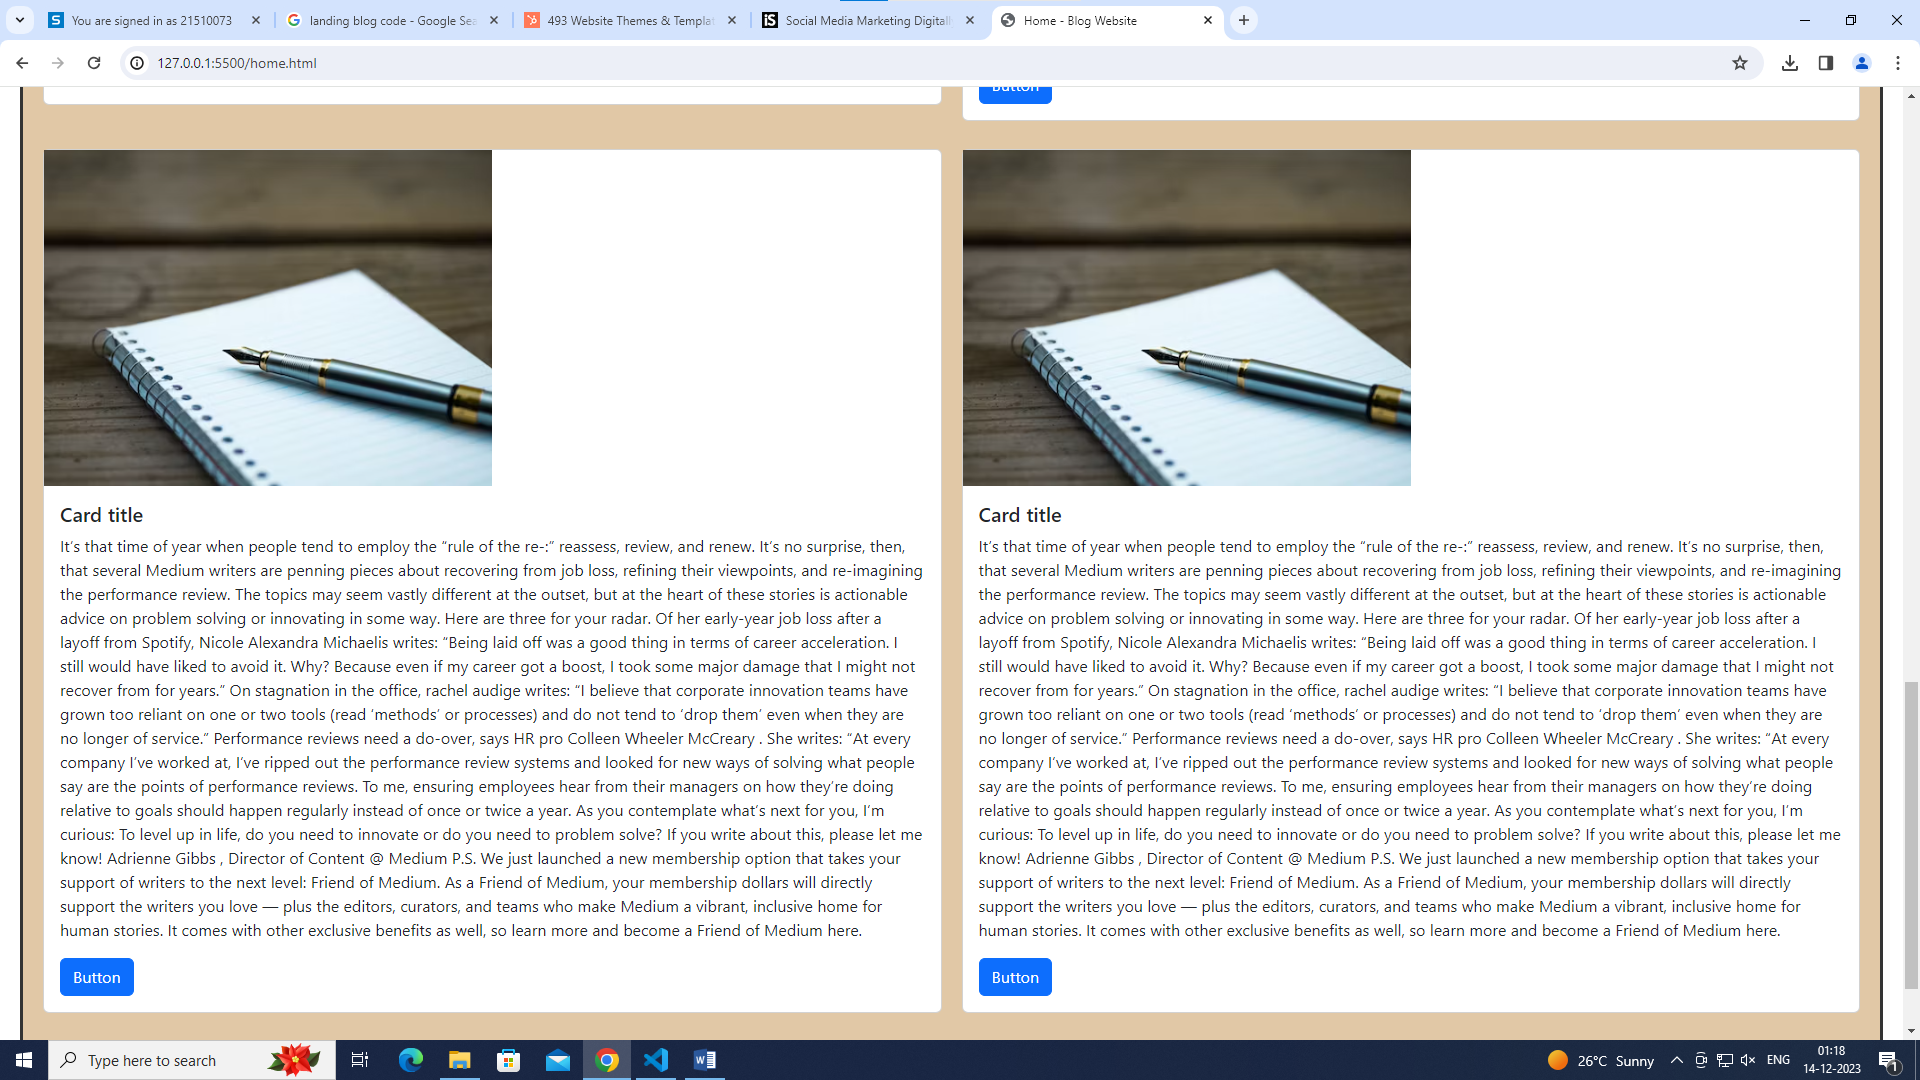 You are signed in as 21510073
landing blog code - Google Sea
493 Website Themes & Templat
Social Media Marketing Digitall
Home - Blog Website
127.0.0.1:5500/home.html
Button
Card title
It's that time of year when people tend to employ the “rule of the re-:” reassess, review, and renew. It’s no surprise, then,
that several Medium writers are penning pieces about recovering from job loss, refining their viewpoints, and re-imagining
the performance review. The topics may seem vastly different at the outset, but at the heart of these stories is actionable
advice on problem solving or innovating in some way. Here are three for your radar. Of her early-year job loss after a
layoff from Spotify, Nicole Alexandra Michaelis writes: “Being laid off was a good thing in terms of career acceleration. I
still would have liked to avoid it. Why? Because even if my career got a boost, I took some major damage that I might not
recover from for years.” On stagnation in the office, rachel audige writes: “I believe that corporate innovation teams have
grown too reliant on one or two tools (read ‘methods’ or processes) and do not tend to ‘drop them’ even when they are
no longer of service.” Performance reviews need a do-over, says HR pro Colleen Wheeler McCreary . She writes: “At every
company I’ve worked at, I’ve ripped out the performance review systems and looked for new ways of solving what people
say are the points of performance reviews. To me, ensuring employees hear from their managers on how they’re doing
relative to goals should happen regularly instead of once or twice a year. As you contemplate what’s next for you, I’m
curious: To level up in life, do you need to innovate or do you need to problem solve? If you write about this, please let me
know! Adrienne Gibbs , Director of Content @ Medium P.S. We just launched a new membership option that takes your
support of writers to the next level: Friend of Medium. As a Friend of Medium, your membership dollars will directly
support the writers you love — plus the editors, curators, and teams who make Medium a vibrant, inclusive home for
human stories. It comes with other exclusive benefits as well, so learn more and become a Friend of Medium here.
Button
Card title
It's that time of year when people tend to employ the “rule of the re-:” reassess, review, and renew. It’s no surprise, then,
that several Medium writers are penning pieces about recovering from job loss, refining their viewpoints, and re-imagining
the performance review. The topics may seem vastly different at the outset, but at the heart of these stories is actionable
advice on problem solving or innovating in some way. Here are three for your radar. Of her early-year job loss after a
layoff from Spotify, Nicole Alexandra Michaelis writes: “Being laid off was a good thing in terms of career acceleration. I
still would have liked to avoid it. Why? Because even if my career got a boost, I took some major damage that I might not
recover from for years.” On stagnation in the office, rachel audige writes: “I believe that corporate innovation teams have
grown too reliant on one or two tools (read ‘methods’ or processes) and do not tend to ‘drop them’ even when they are
no longer of service.” Performance reviews need a do-over, says HR pro Colleen Wheeler McCreary . She writes: “At every
company I’ve worked at, I’ve ripped out the performance review systems and looked for new ways of solving what people
say are the points of performance reviews. To me, ensuring employees hear from their managers on how they’re doing
relative to goals should happen regularly instead of once or twice a year. As you contemplate what’s next for you, I’m
curious: To level up in life, do you need to innovate or do you need to problem solve? If you write about this, please let me
know! Adrienne Gibbs , Director of Content @ Medium P.S. We just launched a new membership option that takes your
support of writers to the next level: Friend of Medium. As a Friend of Medium, your membership dollars will directly
support the writers you love — plus the editors, curators, and teams who make Medium a vibrant, inclusive home for
human stories. It comes with other exclusive benefits as well, so learn more and become a Friend of Medium here.
Button
Type here to search
26°C Sunny
ENG
01:18
14-12-2023
1